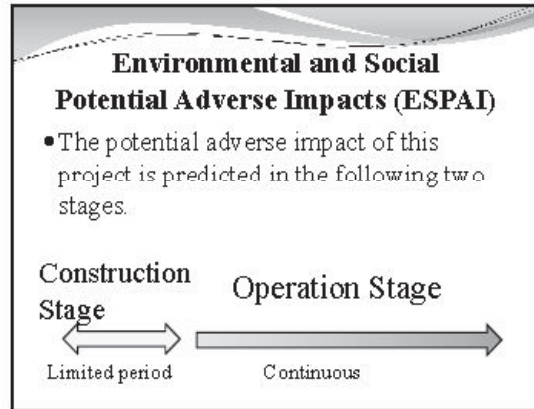 Environmental and Social
Potential Adverse Impacts (ESPAI)
•The potential adverse impact of this
project is predicted in the following two
stages.
Construction
Stage
Operation Stage
Limited period
Continuous